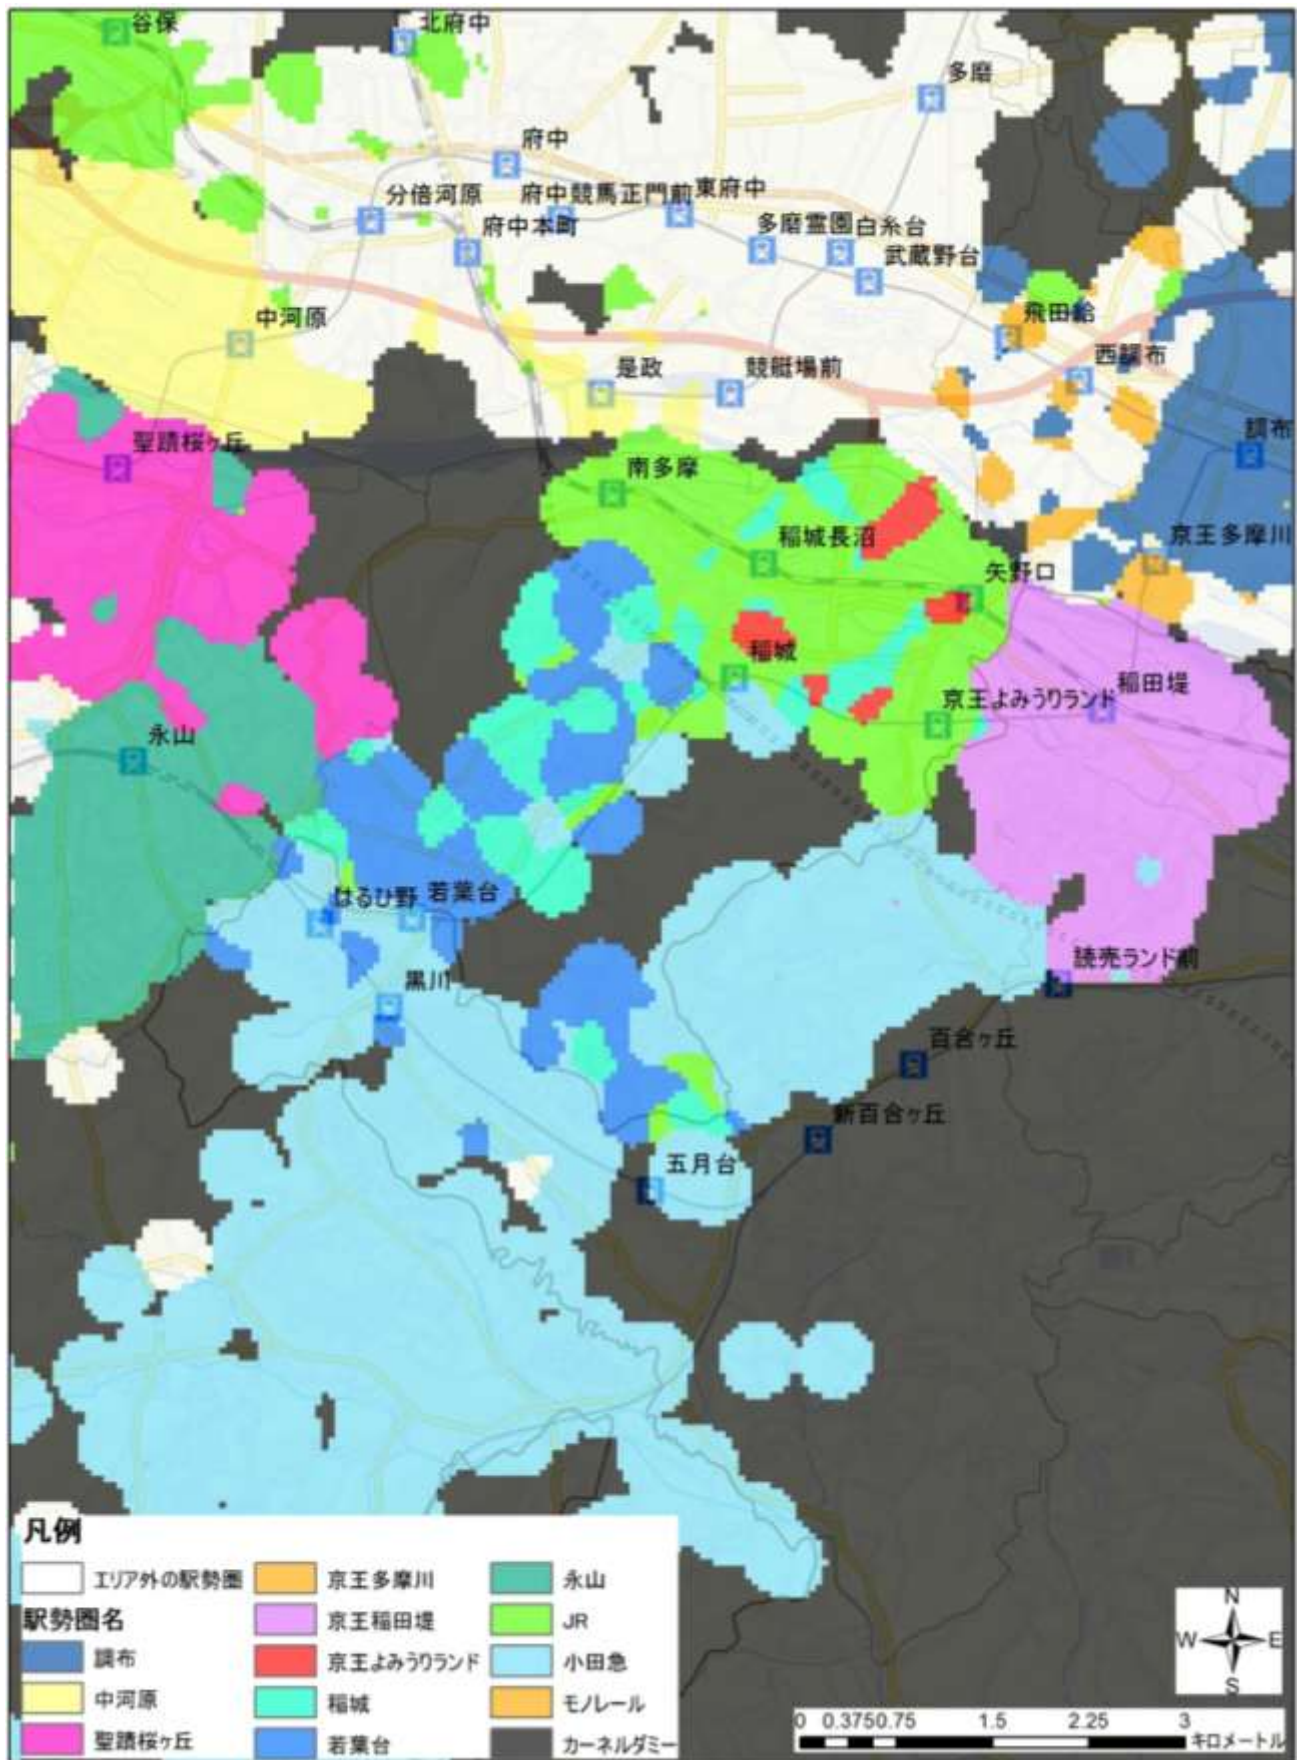 谷保
北府中
多磨
府中
分倍河原
府中競馬正門前
東府中
府中本町
多磨霊園
白糸台
武蔵野台
中河原
飛田給
是政
競艇場前
西調布
聖蹟桜ヶ丘
調布
南多摩
稲城長沼
京王多摩川
矢野口
稲城
京王よみうりランド
稲田堤
永山
はるひ野
若葉台
黒川
読売ランド前
百合ヶ丘
新百合ヶ丘
五月台
凡例
エリア外の駅勢圏
駅勢圏名
調布
中河原
聖蹟桜ヶ丘
京王多摩川
京王稲田堤
京王よみうりランド
稲城
若葉台
永山
JR
小田急
モノレール
カーネルダミー
N
W E
S
0 0.375 0.75 1.5 2.25 3
キロメートル